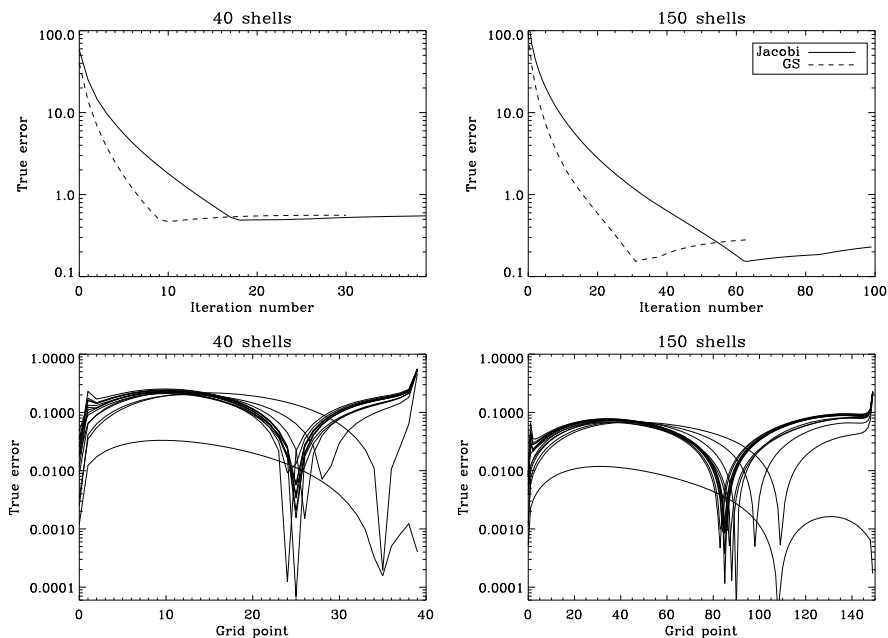 40 shells
100.0
10.0
1.0
0.1
True error
0
10
20
30
Iteration number
150 shells
100.0
10.0
1.0
0.1
True error
Jacobi
GS
0
20
40
60
80
100
Iteration number
40 shells
1.0000
0.1000
0.0100
0.0010
0.0001
True error
0
10
20
30
40
Grid point
150 shells
1.0000
0.1000
0.0100
0.0010
0.0001
True error
0
20
40
60
80
100
120
140
Grid point